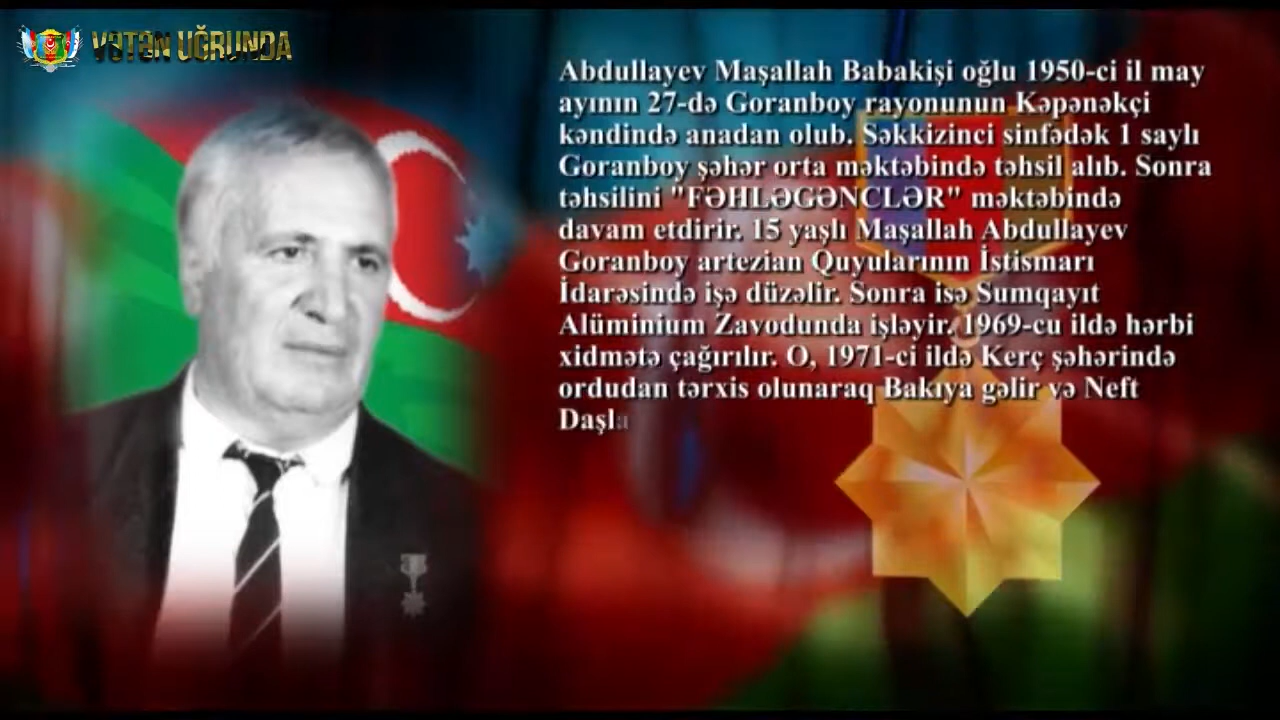 VƏTƏN UĞRUNDA
Abdullayev Maşallah Babakişi oğlu 1950-ci il may
ayının 27-də Goranboy rayonunun Kəpənəkçi
kəndində anadan olub. Səkkizinci sinfədək 1 saylı
Goranboy şəhər orta məktəbində təhsil alıb. Sonra
təhsilini "FƏHLƏGƏNCLƏR" məktəbində
davam etdirir. 15 yaşlı Maşallah Abdullayev
Goranboy artezian Quyularının İstismarı
İdarəsində işə düzəlir. Sonra isə Sumqayıt
Alüminium Zavodunda işləyir. 1969-cu ildə hərbi
xidmətə çağırılır. O, 1971-ci ildə Kerç şəhərində
ordudan tərxis olunaraq Bakıya gəlir və Neft
Daşla